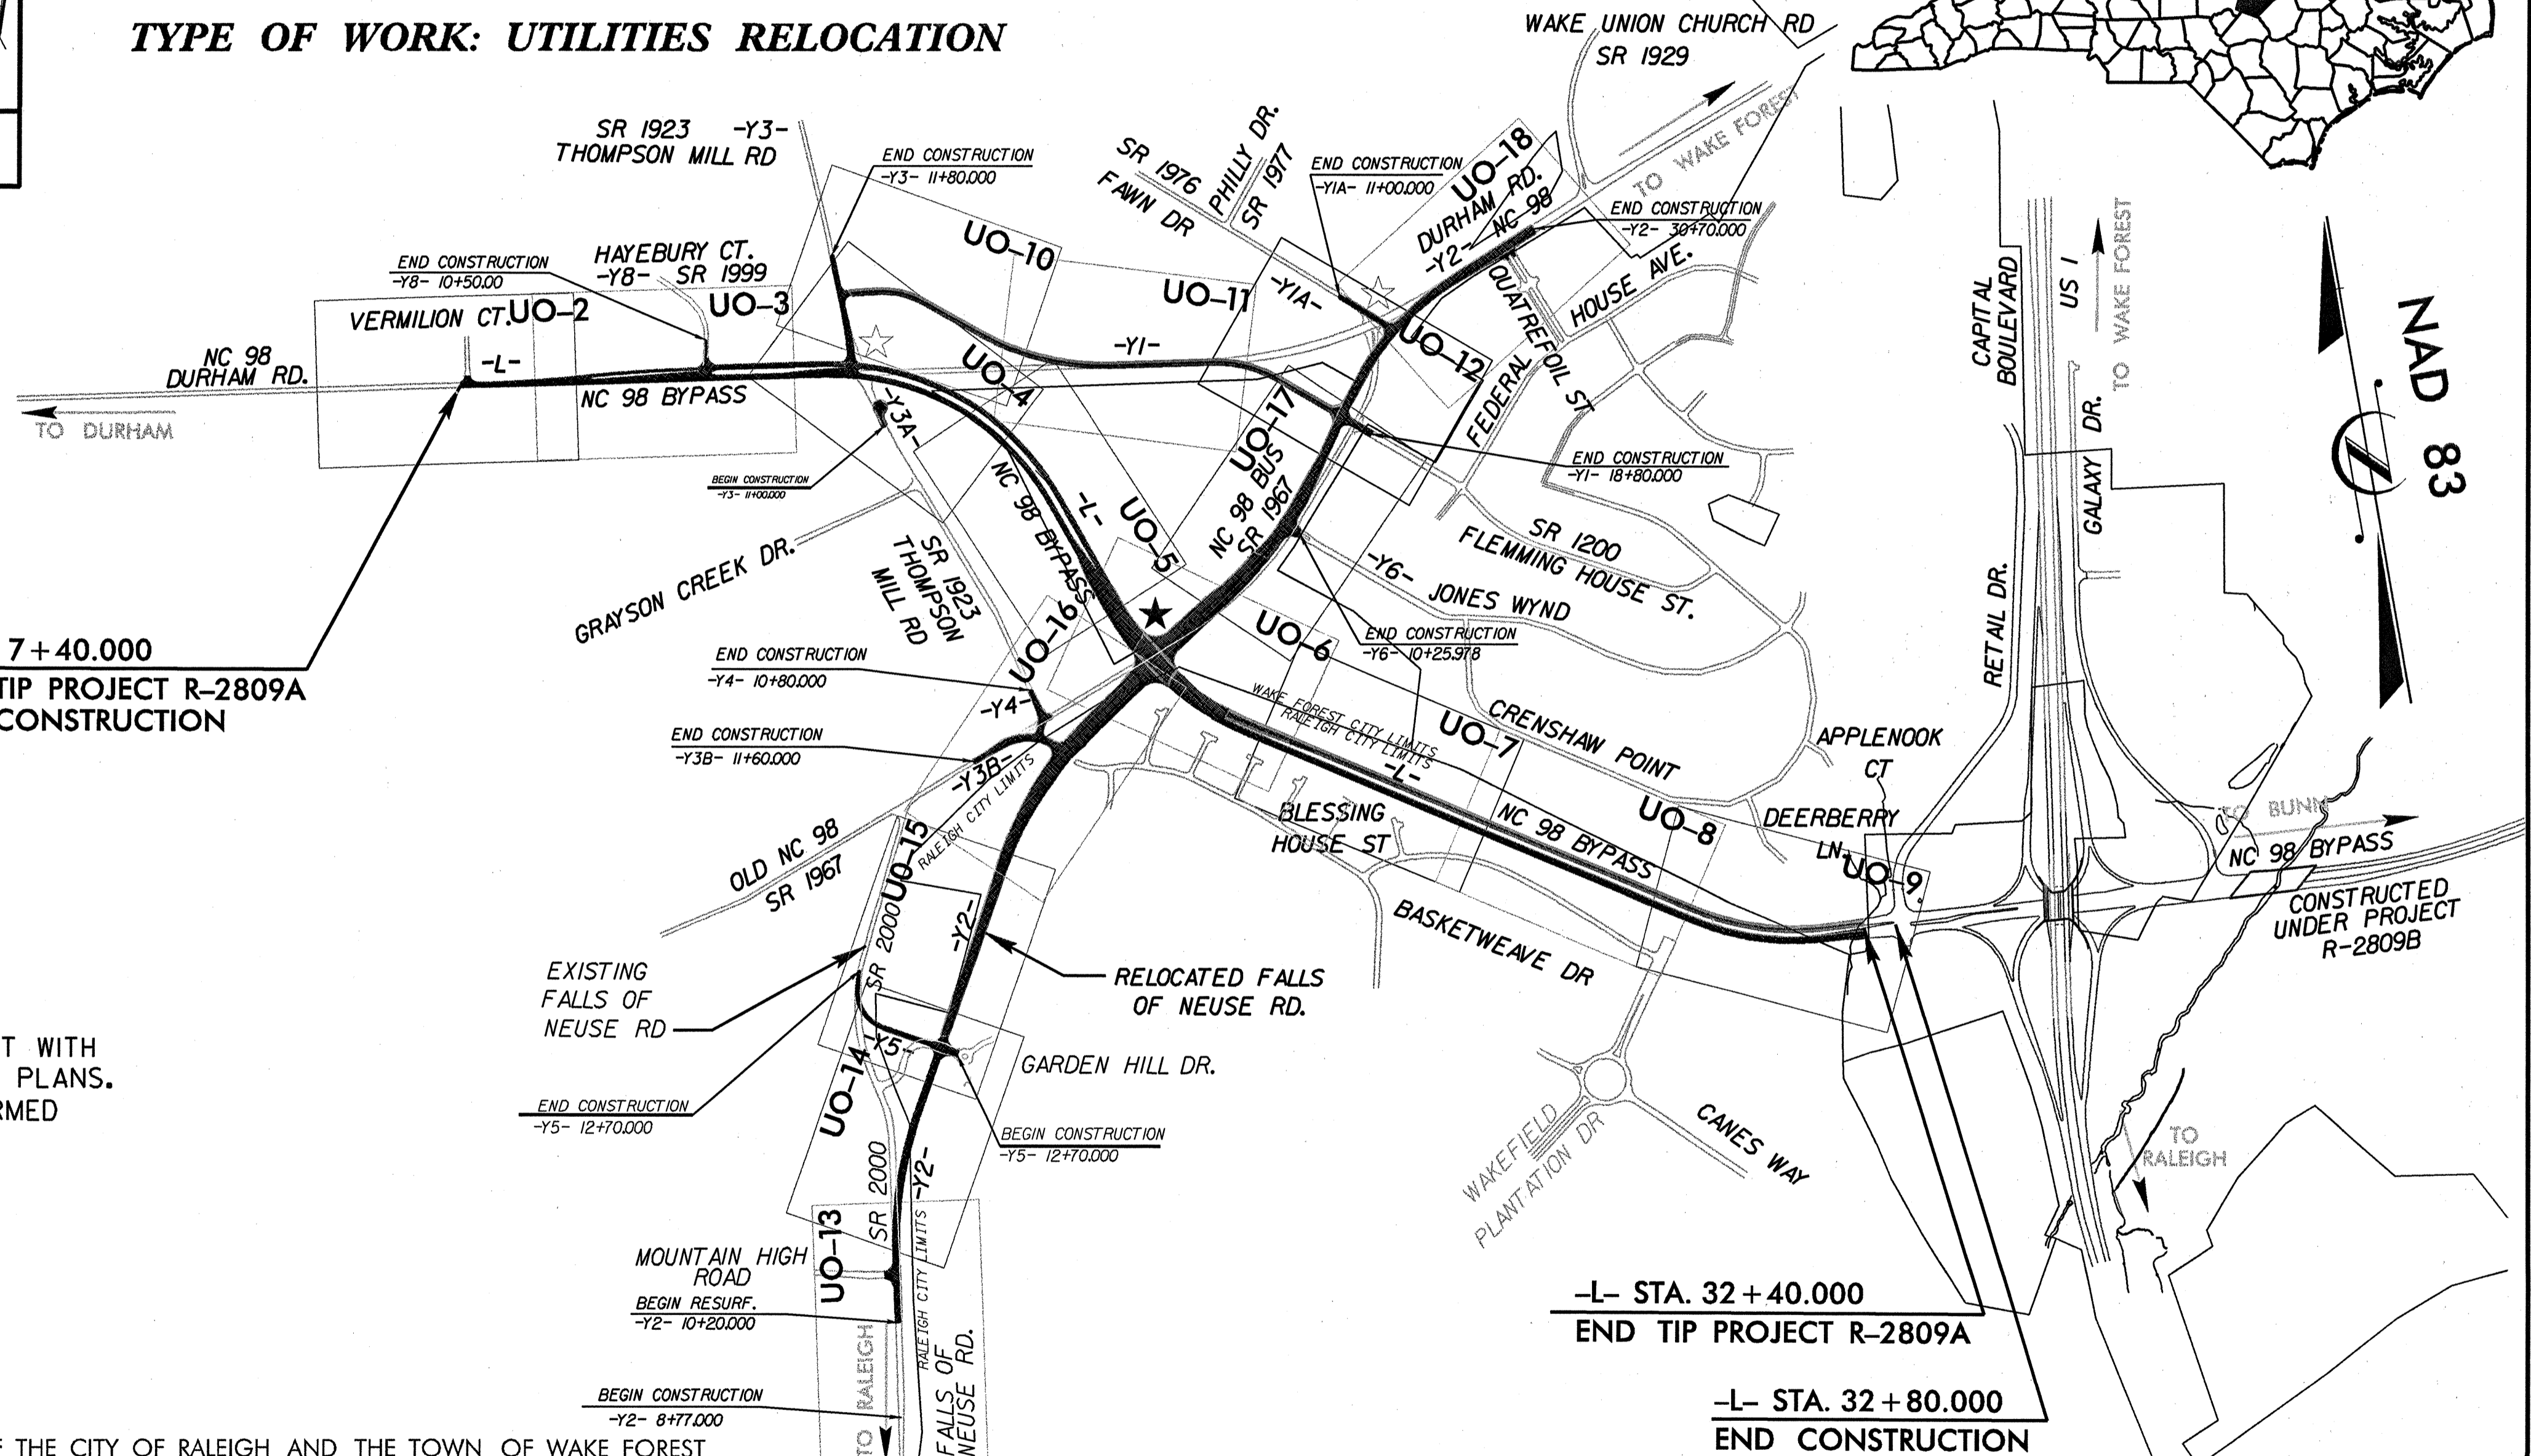 TYPE OF WORK: UTILITIES RELOCATION
WAKE UNION CHURCH RD
SR 1929
TO WAKE FOREST
SR 1923 -Y3-
THOMPSON MILL RD
END CONSTRUCTION
-Y3- 11+80.000
SR 1976
FAWN DR
PHILLY DR.
SR 1977
END CONSTRUCTION
-Y1A- 11+00.000
UO-18
DURHAM RD.
-Y2- NC 98
END CONSTRUCTION
-Y2- 30+70.000
HAYEBURY CT.
-Y8- SR 1999
END CONSTRUCTION
-Y8- 10+50.00
UO-10
UO-11
-Y1A-
UO-12
QUATREFOIL ST
HOUSE AVE.
FEDERAL
VERMILION CT.
UO-2
UO-3
NC 98
DURHAM RD.
-L-
NC 98 BYPASS
TO DURHAM
UO-4
-Y1-
-Y3A-
BEGIN CONSTRUCTION
-Y3- 11+00.000
UO-17
NC 98 BUS
SR 1967
END CONSTRUCTION
-Y1- 18+80.000
CAPITAL
BOULEVARD
US 1
TO WAKE FOREST
GALAXY DR.
RETAIL DR.
NAD 83
NC 98 BYPASS
-L-
UO-5
GRAYSON CREEK DR.
SR 1923
THOMPSON
MILL RD
SR 1200
FLEMMING HOUSE ST.
-Y6-
JONES WYND
END CONSTRUCTION
-Y6- 10+25.978
7+40.000
TIP PROJECT R-2809A
CONSTRUCTION
UO-16
UO-6
END CONSTRUCTION
-Y4- 10+80.000
-Y4-
END CONSTRUCTION
-Y3B- 11+60.000
-Y3B-
RALEIGH CITY LIMITS
WAKE FOREST CITY LIMITS
RALEIGH CITY LIMITS
-L-
UO-7
CRENSHAW POINT
APPLENOOK
CT
BLESSING
HOUSE ST
NC 98 BYPASS
UO-8
DEERBERRY
LN.
UO-9
TO BUNN
NC 98 BYPASS
CONSTRUCTED
UNDER PROJECT
R-2809B
OLD NC 98
SR 1967
UO-15
SR 2000
-Y2-
BASKETWEAVE DR
EXISTING
FALLS OF
NEUSE RD
RELOCATED FALLS
OF NEUSE RD.
-Y5-
GARDEN HILL DR.
T WITH
PLANS.
RMED
UO-14
END CONSTRUCTION
-Y5- 12+70.000
BEGIN CONSTRUCTION
-Y5- 12+70.000
WAKEFIELD
PLANTATION DR
CANES WAY
TO
RALEIGH
SR 2000
-Y2-
UO-13
RALEIGH CITY LIMITS
MOUNTAIN HIGH
ROAD
BEGIN RESURF.
-Y2- 10+20.000
TO RALEIGH
FALLS OF
NEUSE RD.
-L- STA. 32+40.000
END TIP PROJECT R-2809A
BEGIN CONSTRUCTION
-Y2- 8+77.000
-L- STA. 32+80.000
END CONSTRUCTION
THE CITY OF RALEIGH AND THE TOWN OF WAKE FOREST